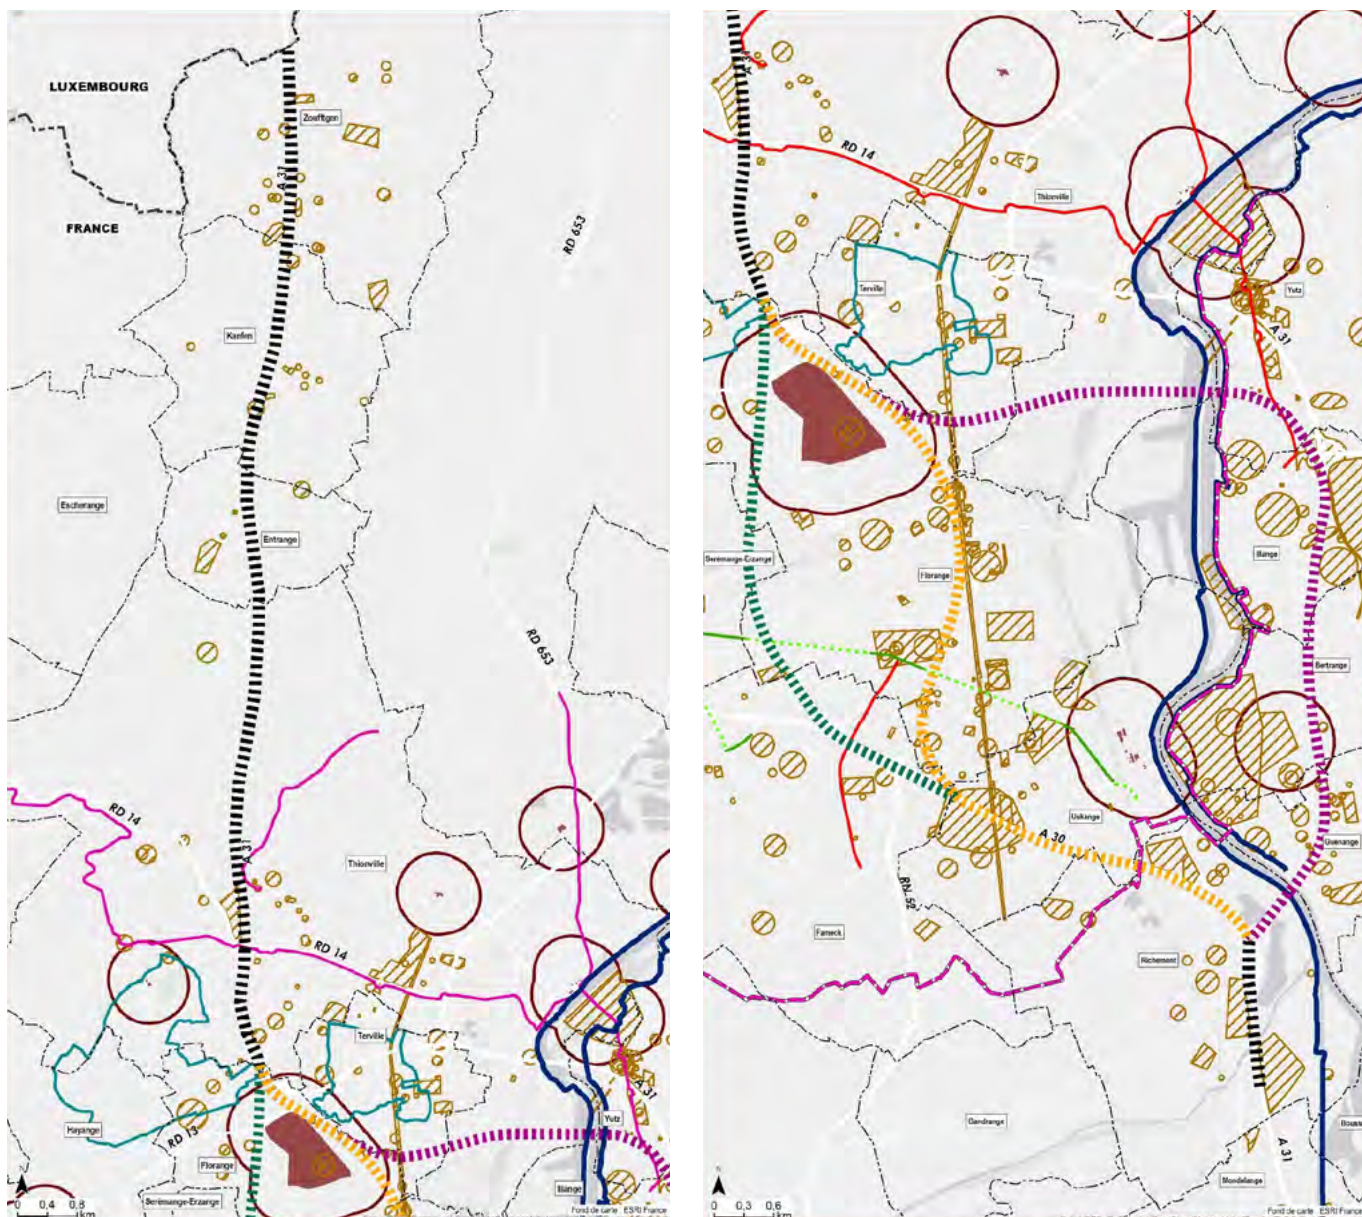 LUXEMBOURG
Zoufftgen
A 31
FRANCE
RD 653
Kanfen
Escherange
Entrange
RD 653
RD 14
A 31
Thionville
RD 14
Terville
A 31
Hayange
RD 13
Yutz
Florange
Illange
Serémange-Erzange
0 0,4 0,8
km
Fond de carte ESRI France
RD 14
Thionville
Terville
Yutz
A 31
Serémange-Erzange
Florange
Illange
Bertrange
Uckange
A 30
Guenange
RN 52
Fameck
Richemont
Gandrange
A 31
Mondelange
N
0 0,3 0,6
km
Fond de carte ESRI France